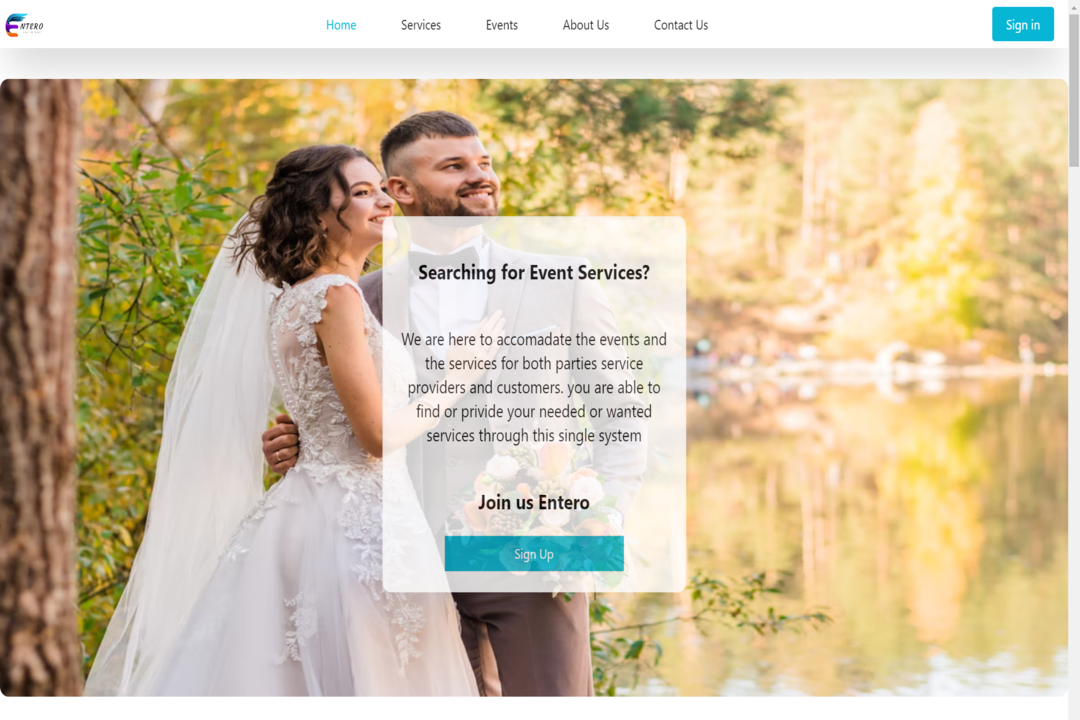 ENTERO
Home
Services
Events
About Us
Contact Us
Sign in
Searching for Event Services?
We are here to accomadate the events and
the services for both parties service
providers and customers. you are able to
find or privide your needed or wanted
services through this single system
Join us Entero
Sign Up